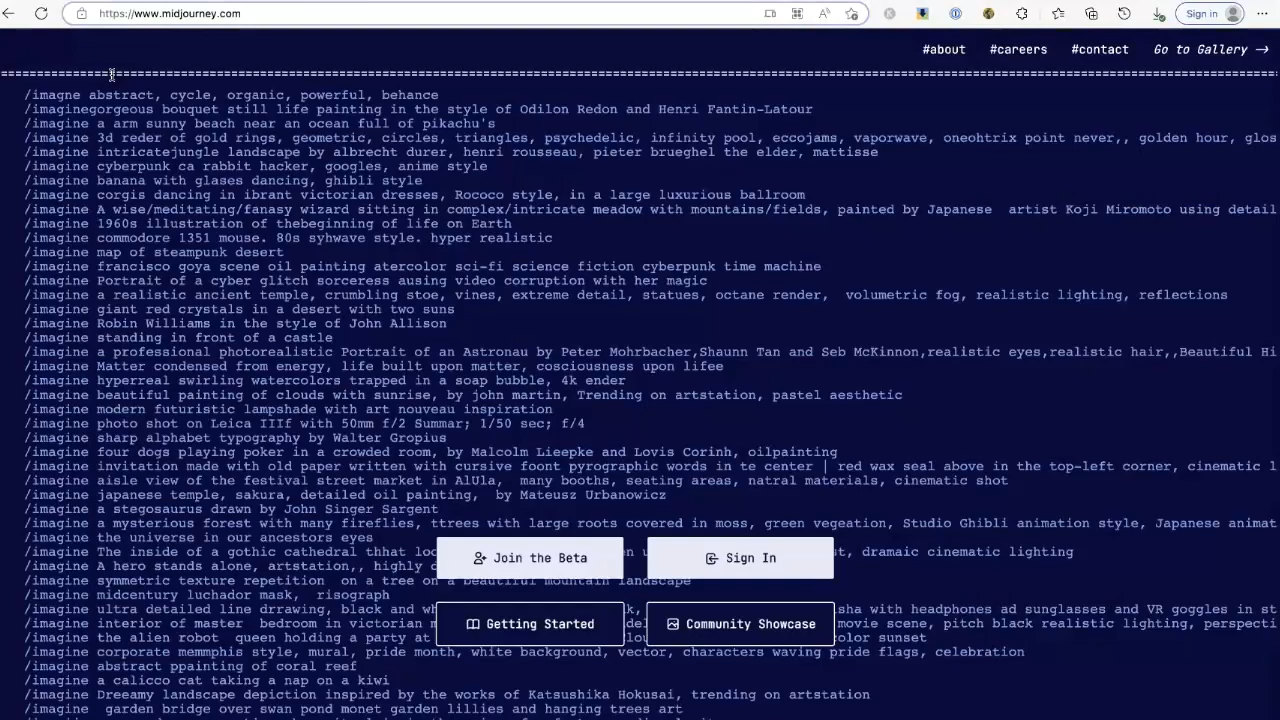 https://www.midjourney.com
Sign in
#about #careers #contact Go to Gallery →
/imagne abstract, cycle, organic, powerful, behance
/imaginegorgeous bouquet still life painting in the style of Odilon Redon and Henri Fantin-Latour
/imagine a arm sunny beach near an ocean full of pikachu's
/imagine 3d reder of gold rings, geometric, circles, triangles, psychedelic, infinity pool, eccojams, vaporwave, oneohtrix point never,, golden hour, glos
/imagine intricatejungle landscape by albrecht durer, henri rousseau, pieter brueghel the elder, mattisse
/imagine cyberpunk ca rabbit hacker, googles, anime style
/imagine banana with glases dancing, ghibli style
/imagine corgis dancing in ibrant victorian dresses, Rococo style, in a large luxurious ballroom
/imagine A wise/meditating/fanasy wizard sitting in complex/intricate meadow with mountains/fields, painted by Japanese artist Koji Miromoto using detail
/imagine 1960s illustration of thebeginning of life on Earth
/imagine commodore 1351 mouse. 80s syhwave style. hyper realistic
/imagine map of steampunk desert
/imagine francisco goya scene oil painting atercolor sci-fi science fiction cyberpunk time machine
/imagine Portrait of a cyber glitch sorceress ausing video corruption with her magic
/imagine a realistic ancient temple, crumbling stoe, vines, extreme detail, statues, octane render, volumetric fog, realistic lighting, reflections
/imagine giant red crystals in a desert with two suns
/imagine Robin Williams in the style of John Allison
/imagine standing in front of a castle
/imagine a professional photorealistic Portrait of an Astronau by Peter Mohrbacher,Shaunn Tan and Seb McKinnon,realistic eyes,realistic hair,,Beautiful Hi
/imagine Matter condensed from energy, life built upon matter, cosciousness upon lifee
/imagine hyperreal swirling watercolors trapped in a soap bubble, 4k ender
/imagine beautiful painting of clouds with sunrise, by john martin, Trending on artstation, pastel aesthetic
/imagine modern futuristic lampshade with art nouveau inspiration
/imagine photo shot on Leica IIIf with 50mm f/2 Summar; 1/50 sec; f/4
/imagine sharp alphabet typography by Walter Gropius
/imagine four dogs playing poker in a crowded room, by Malcolm Lieepke and Lovis Corinh, oilpainting
/imagine invitation made with old paper written with cursive foont pyrographic words in te center | red wax seal above in the top-left corner, cinematic l
/imagine aisle view of the festival street market in AlUla, many booths, seating areas, natral materials, cinematic shot
/imagine japanese temple, sakura, detailed oil painting, by Mateusz Urbanowicz
/imagine a stegosaurus drawn by John Singer Sargent
/imagine a mysterious forest with many fireflies, ttrees with large roots covered in moss, green vegeation, Studio Ghibli animation style, Japanese animat
/imagine the universe in our ancestors eyes
/imagine The inside of a gothic cathedral thhat loo st, dramaic cinematic lighting
Join the Beta Sign In
/imagine A hero stands alone, artstation,, highly d
/imagine symmetric texture repetition on a tree on a beautiful mountain landscape
/imagine midcentury luchador mask, risograph
/imagine ultra detailed line drrawing, black and wh sha with headphones ad sunglasses and VR goggles in st
/imagine interior of master bedroom in victorian m movie scene, pitch black realistic lighting, perspecti
Getting Started Community Showcase
/imagine the alien robot queen holding a party at color sunset
/imagine corporate memmphis style, mural, pride month, white background, vector, characters waving pride flags, celebration
/imagine abstract ppainting of coral reef
/imagine a calicco cat taking a nap on a kiwi
/imagine Dreeamy landscape depiction inspired by the works of Katsushika Hokusai, trending on artstation
/imagine garden bridge over swan pond monet garden lillies and hanging trees art